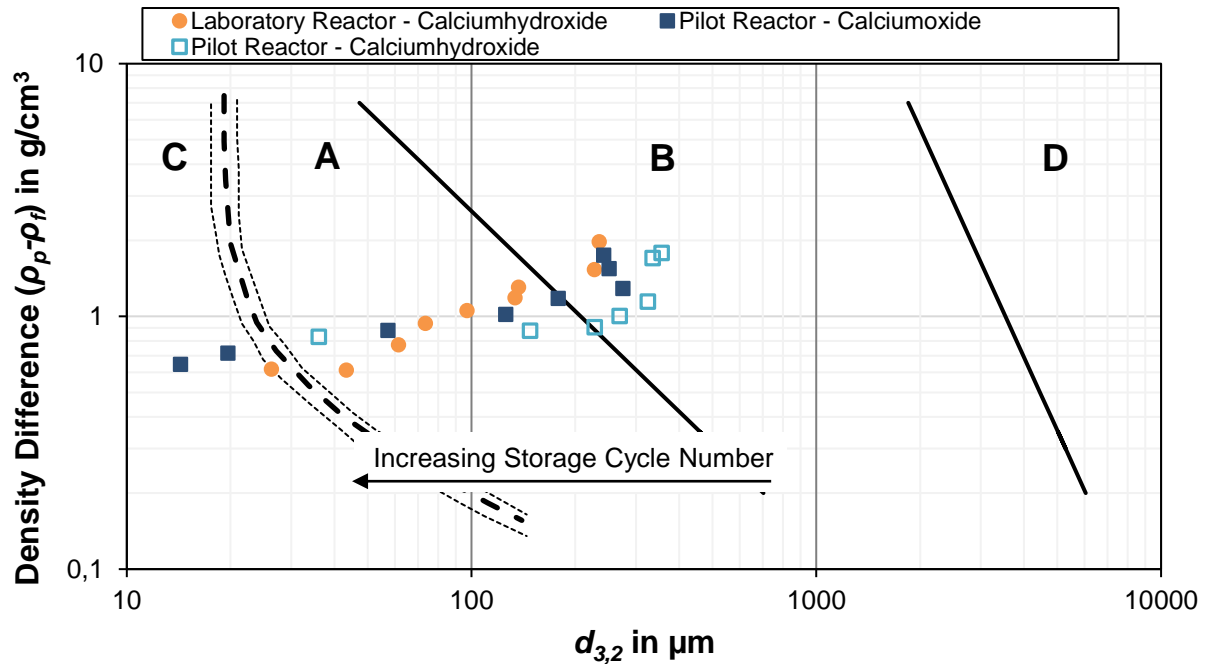 Laboratory Reactor - Calciumhydroxide
Pilot Reactor - Calciumoxide
Pilot Reactor - Calciumhydroxide
Density Difference (ρp-ρf) in g/cm³
10
1
0,1
C
A
B
D
Increasing Storage Cycle Number
10
100
1000
10000
d3,2 in µm